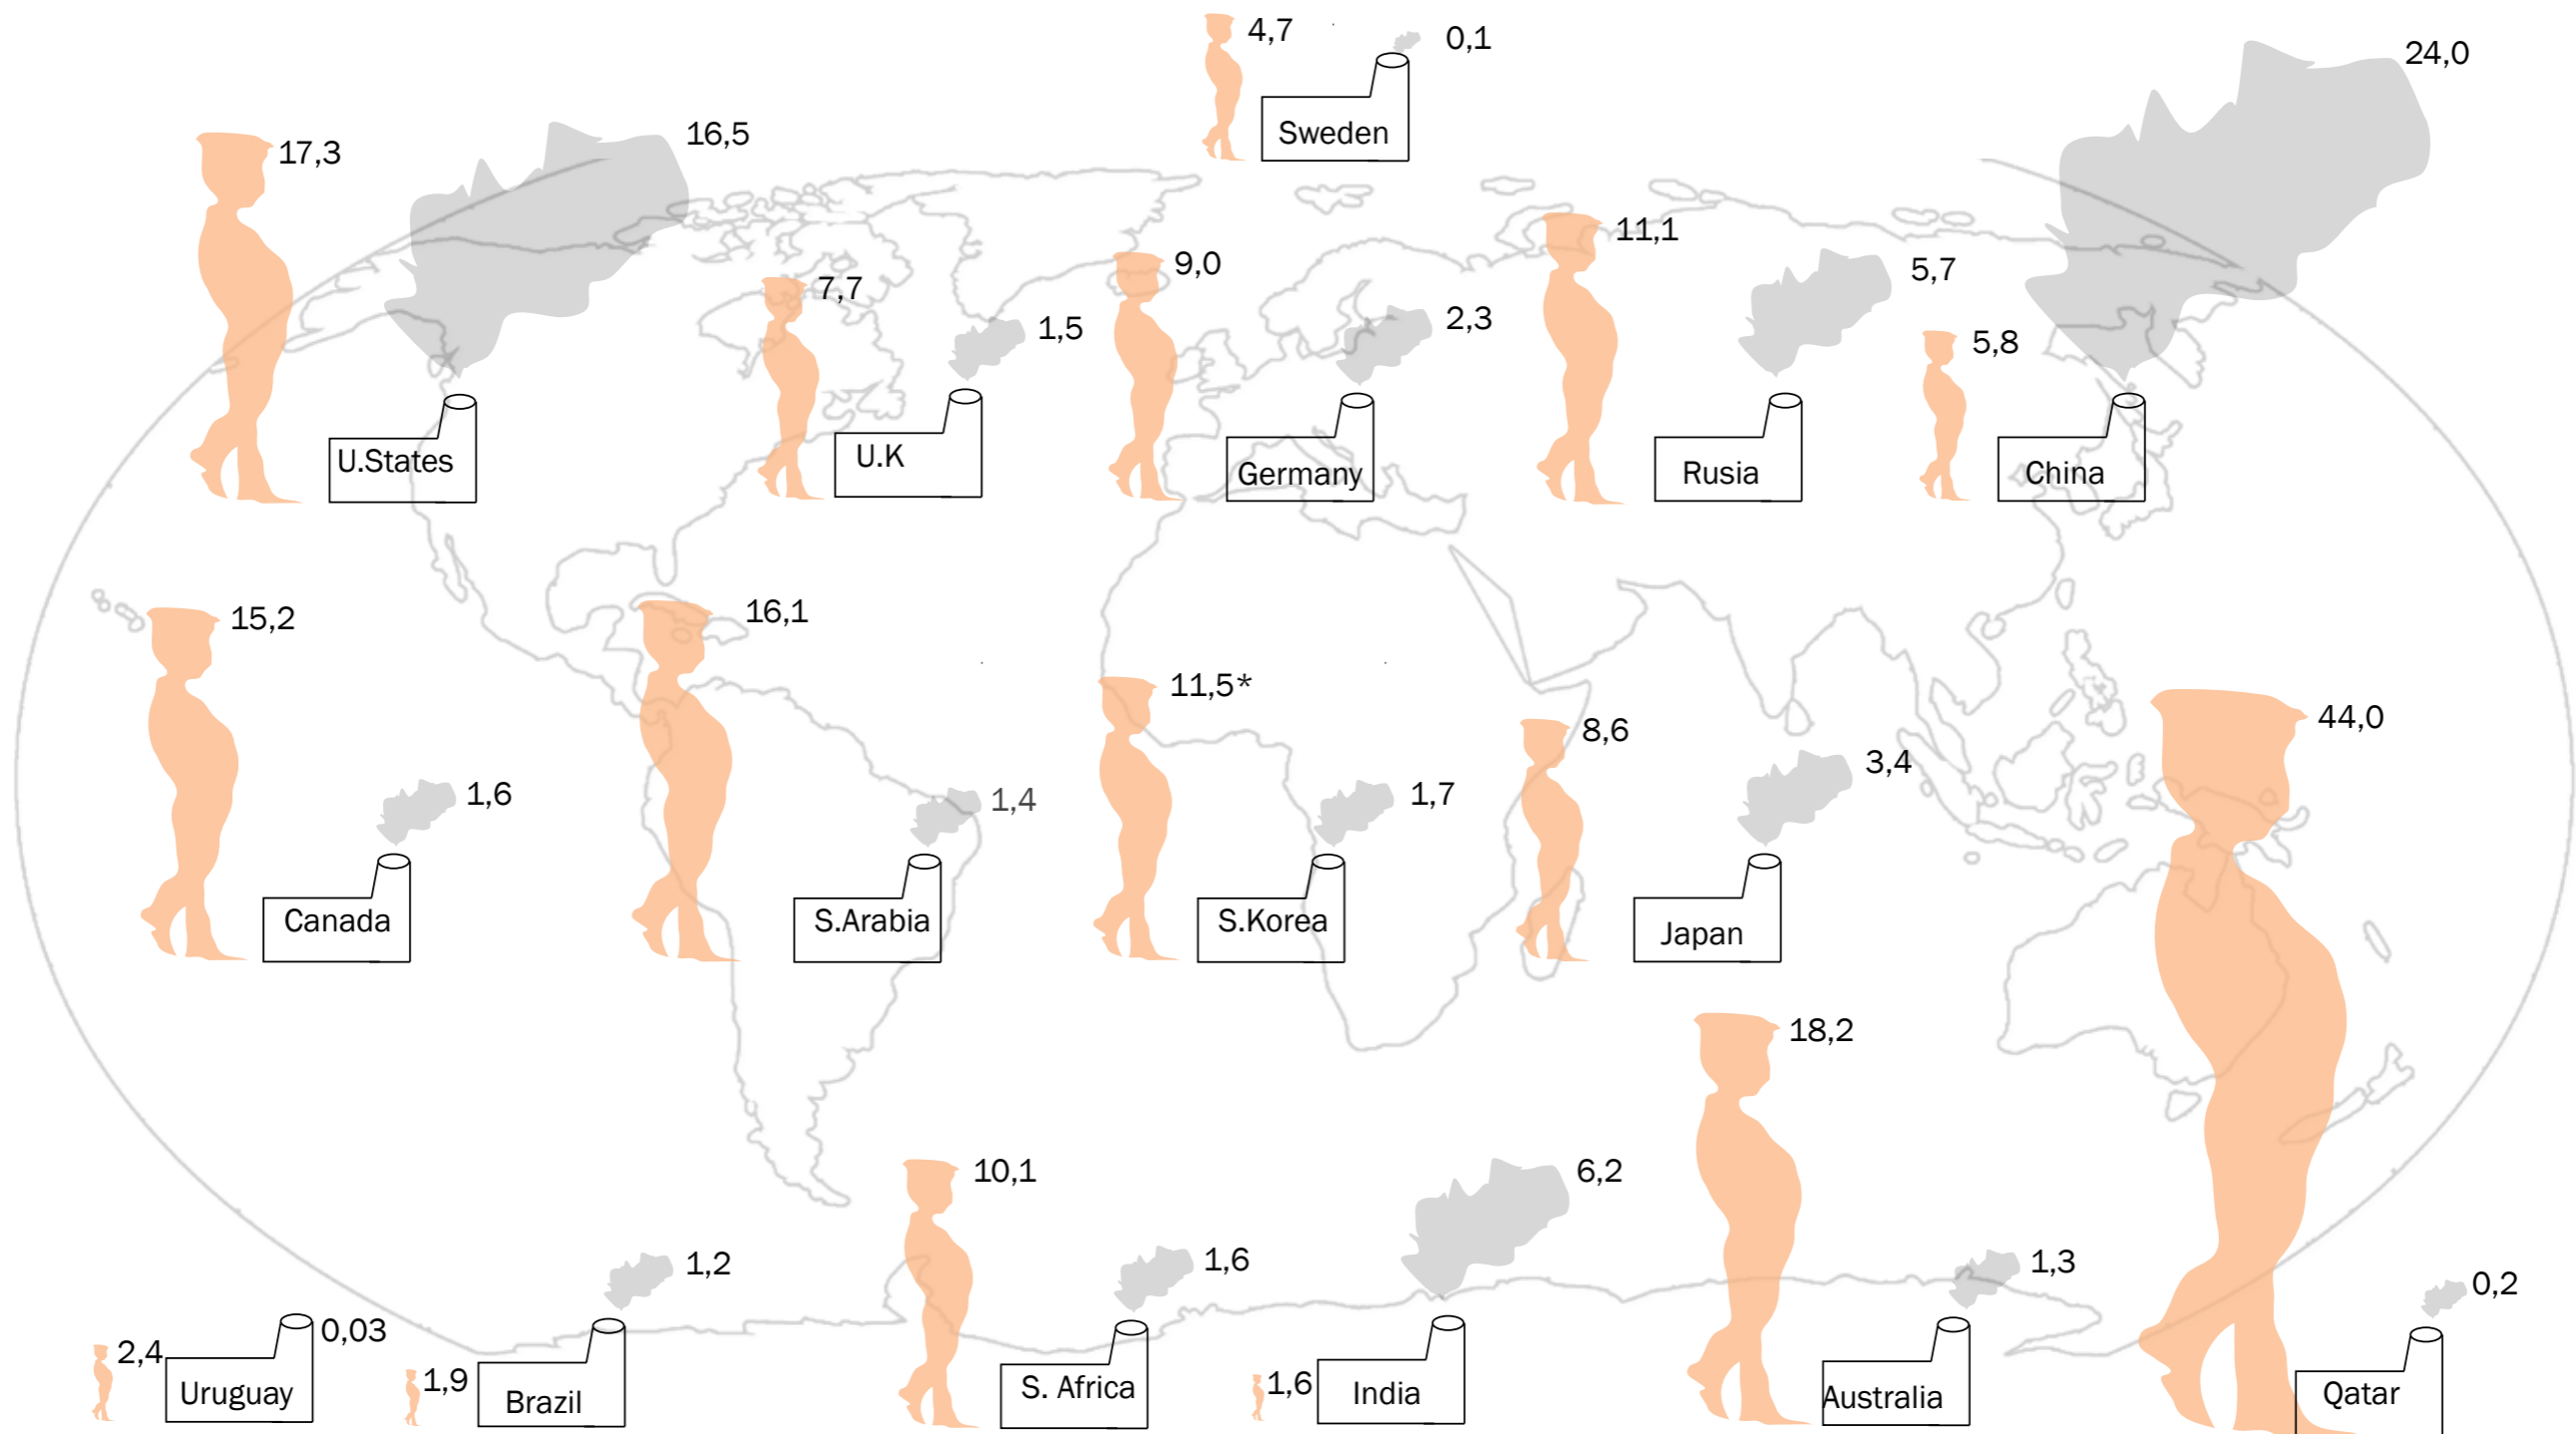 4,7
0,1
Sweden
24,0
17,3
16,5
U.States
7,7
1,5
U.K
9,0
2,3
Germany
11,1
5,7
Rusia
5,8
China
15,2
1,6
Canada
16,1
1,4
S.Arabia
11,5*
1,7
S.Korea
8,6
3,4
Japan
44,0
0,2
Qatar
2,4
0,03
Uruguay
1,9
1,2
Brazil
10,1
1,6
S. Africa
1,6
6,2
India
18,2
1,3
Australia